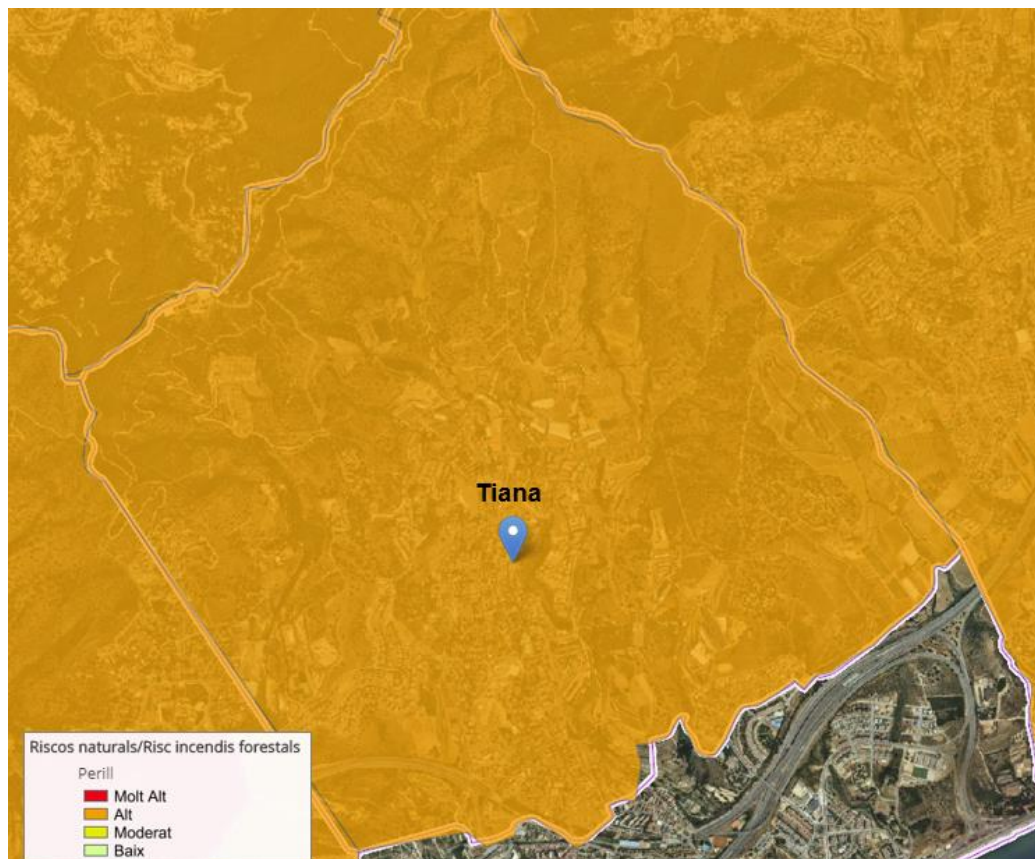 Tiana
Riscos naturals/Risc incendis forestals
Perill
Molt Alt
Alt
Moderat
Baix